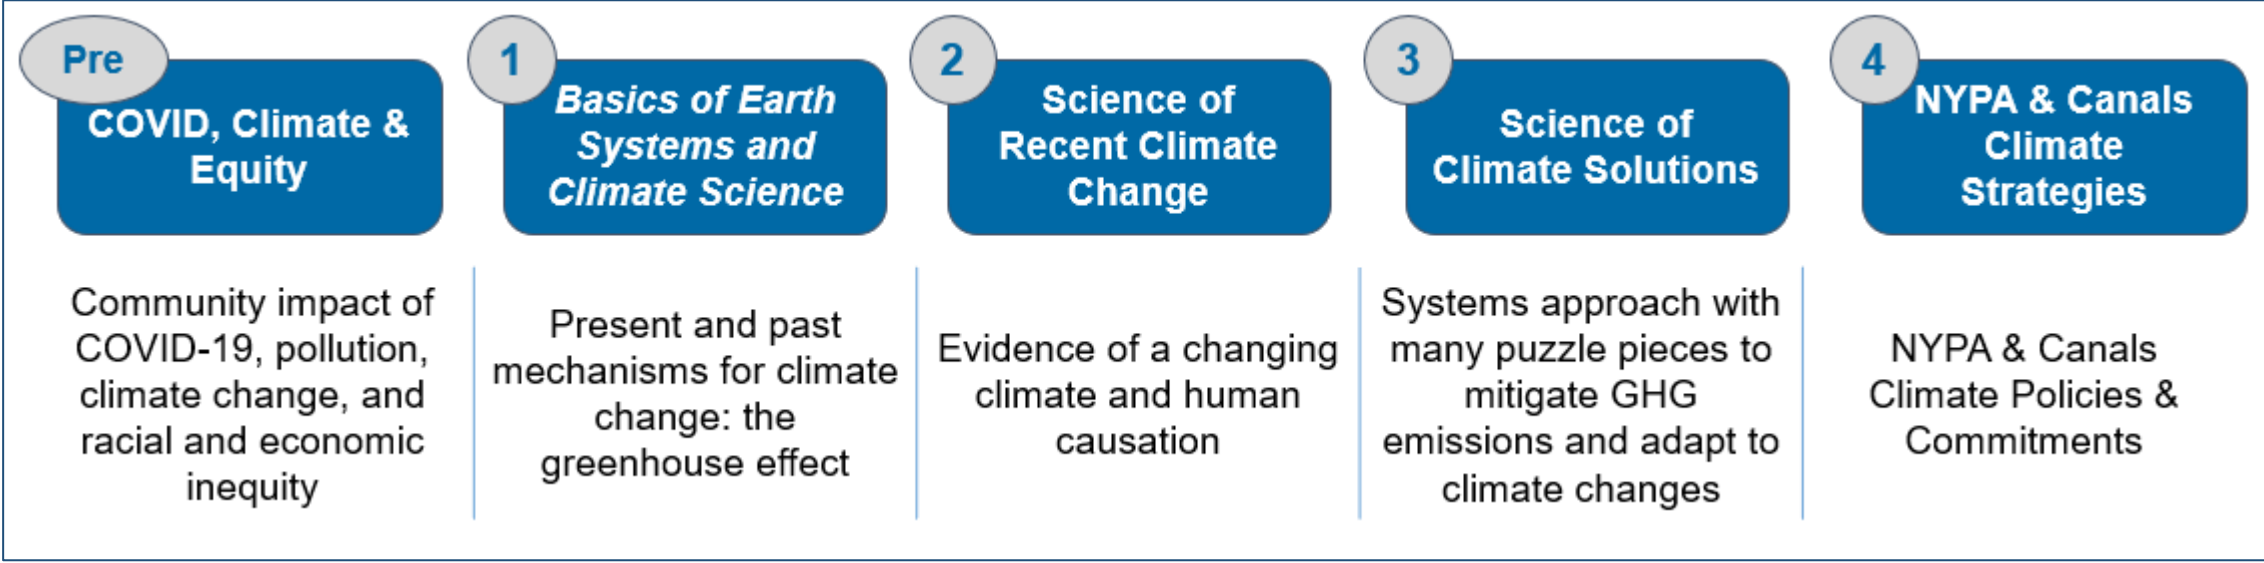 Pre
COVID, Climate &
Equity
Community impact of
COVID-19, pollution,
climate change, and
racial and economic
inequity
1
Basics of Earth
Systems and
Climate Science
Present and past
mechanisms for climate
change: the
greenhouse effect
2
Science of
Recent Climate
Change
Evidence of a changing
climate and human
causation
3
Science of
Climate Solutions
Systems approach with
many puzzle pieces to
mitigate GHG
emissions and adapt to
climate changes
4
NYPA & Canals
Climate
Strategies
NYPA & Canals
Climate Policies &
Commitments